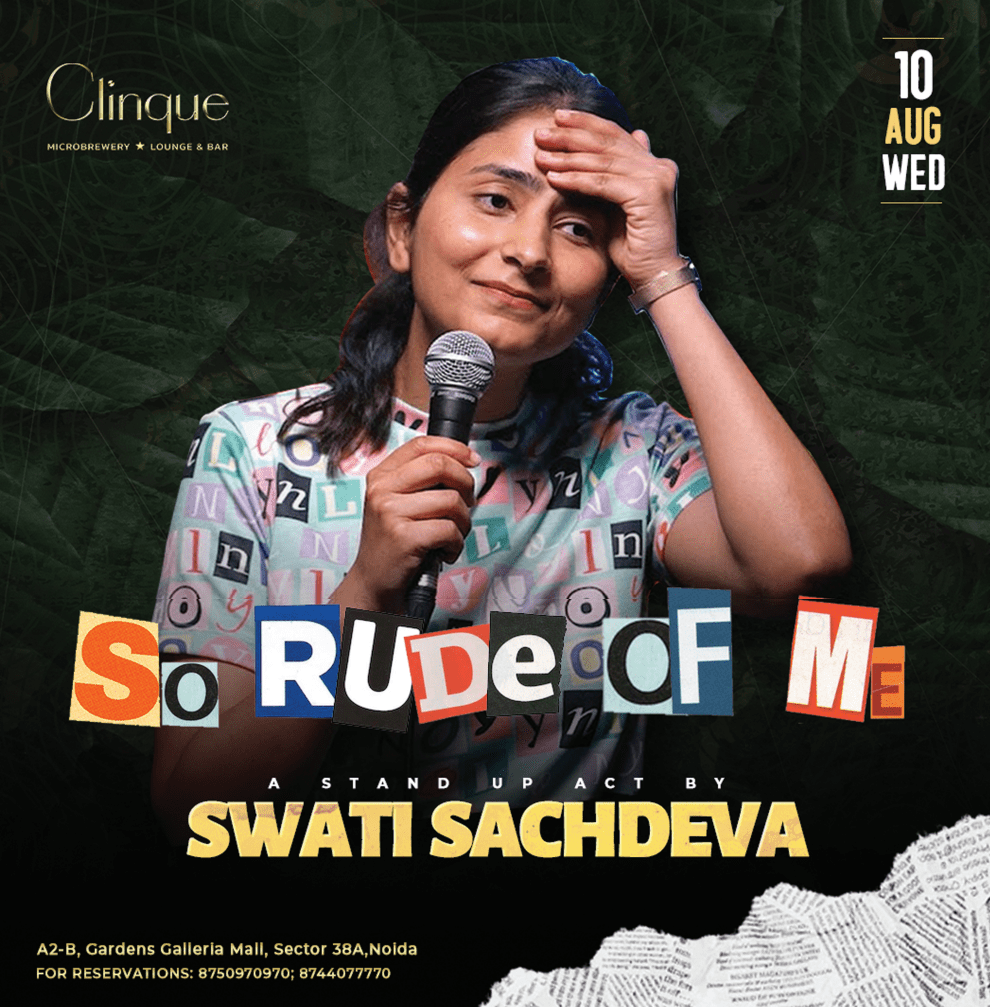 Clinque
MICROBREWERY ★ LOUNGE & BAR
10
AUG
WED
SO RUDe OF ME
A STAND UP ACT BY
SWATI SACHDEVA
A2-B, Gardens Galleria Mall, Sector 38A,Noida
FOR RESERVATIONS: 8750970970; 8744077770